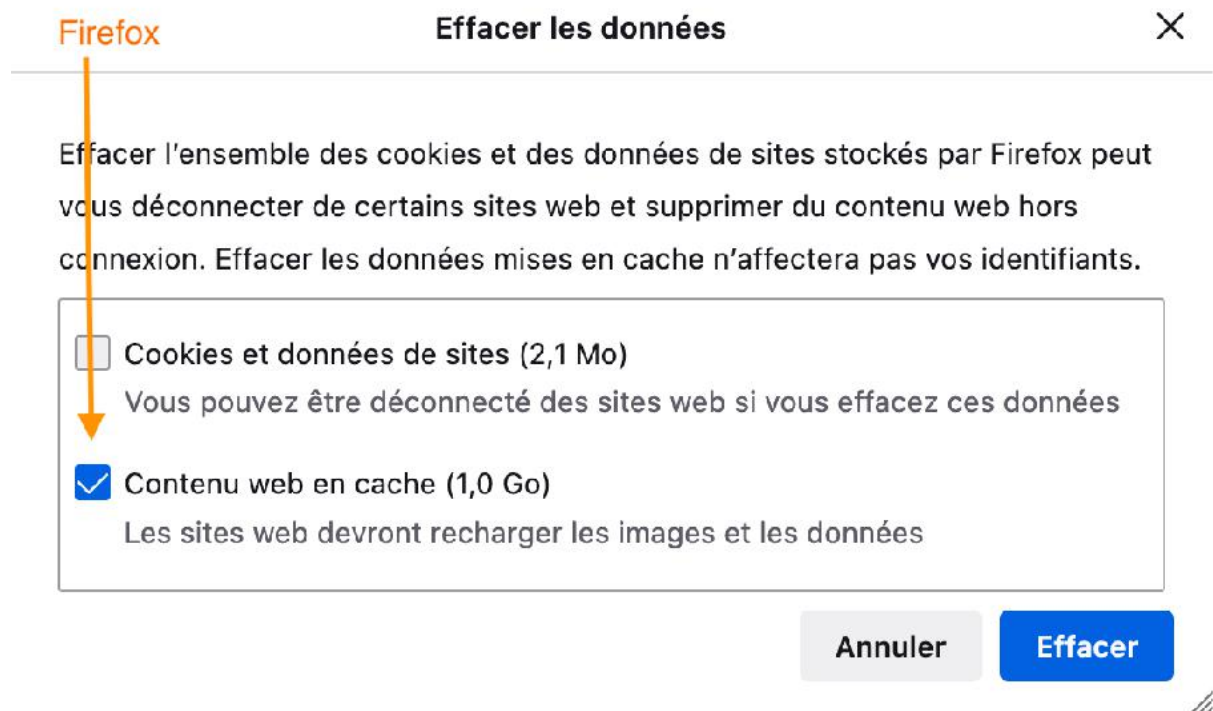 Firefox
Effacer les données
Effacer l’ensemble des cookies et des données de sites stockés par Firefox peut
vous déconnecter de certains sites web et supprimer du contenu web hors
connexion. Effacer les données mises en cache n’affectera pas vos identifiants.
Cookies et données de sites (2,1 Mo)
Vous pouvez être déconnecté des sites web si vous effacez ces données
Contenu web en cache (1,0 Go)
Les sites web devront recharger les images et les données
Annuler
Effacer